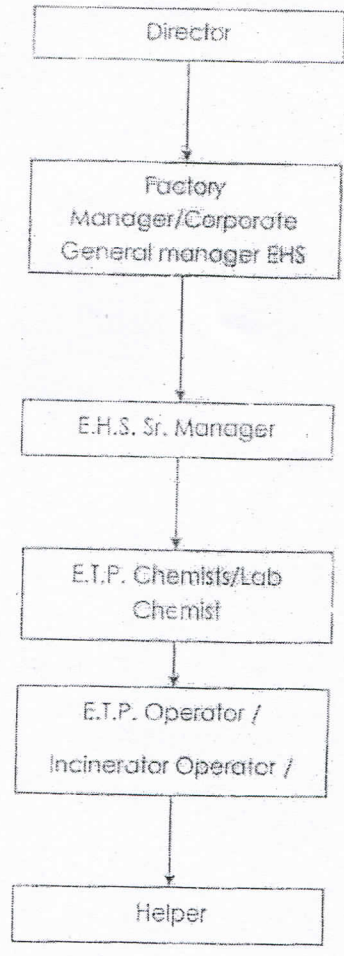 Director
Factory
Manager/Corporate
General manager EHS
E.H.S. Sr. Manager
E.T.P. Chemists/Lab
Chemist
E.T.P. Operator /
Incinerator Operator /
Helper